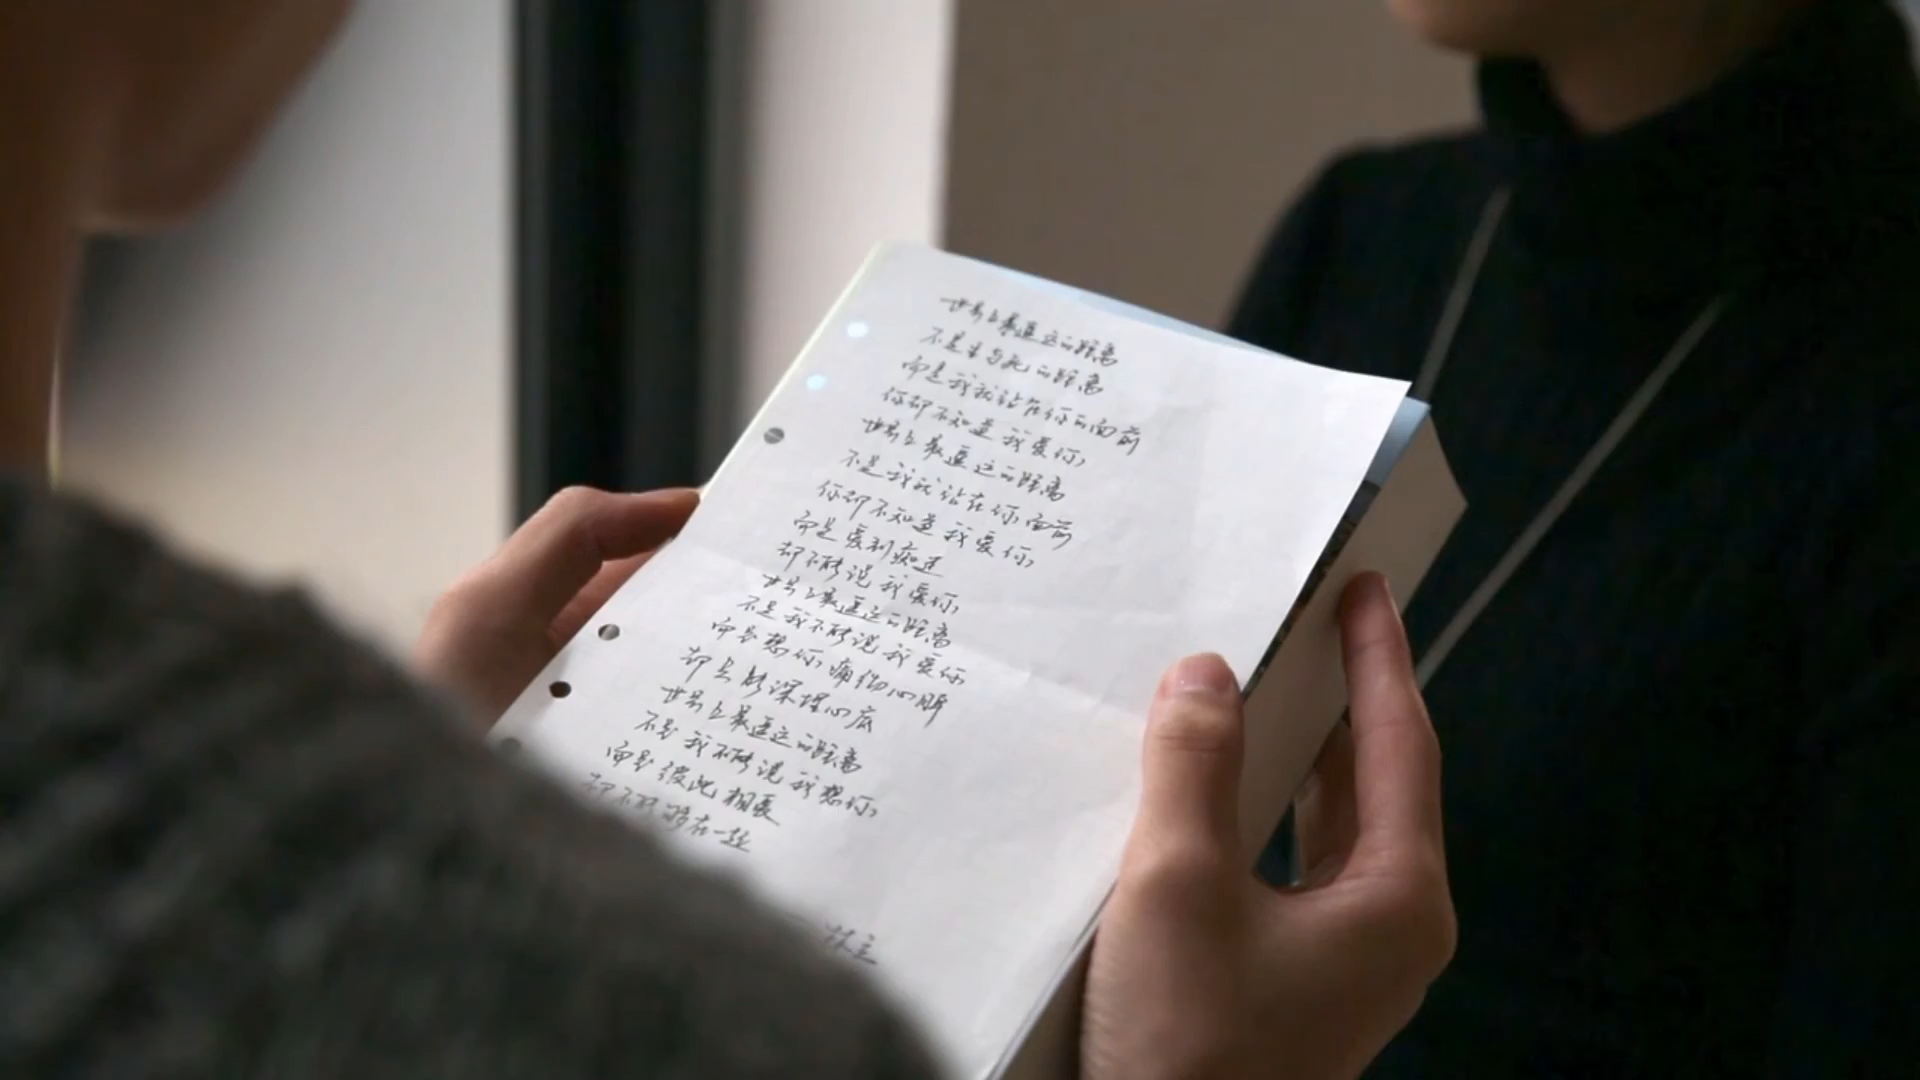 世界上最遥远的距离
不是生与死的距离
而是我就站在你的面前
你却不知道我爱你
世界上最遥远的距离
不是我就站在你面前
你却不知道我爱你
而是爱到痴迷
却不能说我爱你
世界上最遥远的距离
不是我不能说我爱你
而是想你痛彻心脾
却只能深埋心底
世界上最遥远的距离
不是我不能说我想你
而是彼此相爱
却不能够在一起